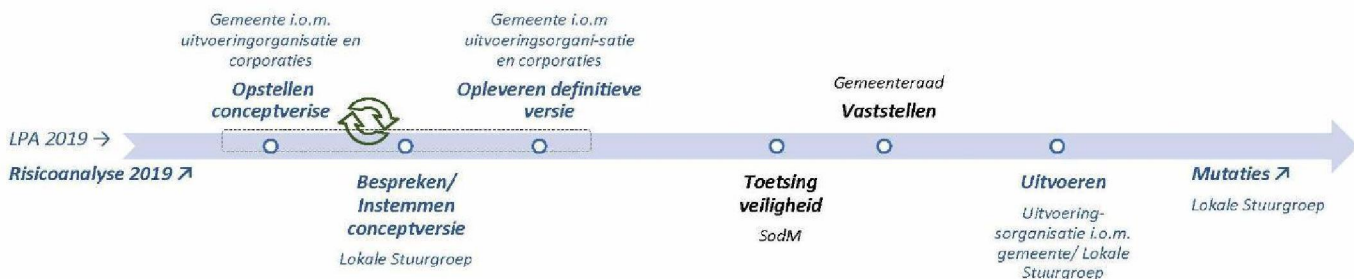 Gemeente i.o.m.
uitvoeringorganisatie en
corporaties
Opstellen
conceptverise
Gemeente i.o.m
uitvoeringsorgani-satie
en corporaties
Opleveren definitieve
versie
Gemeenteraad
Vaststellen
LPA 2019 →
Risicoanalyse 2019 ↗
Bespreken/
Instemmen
conceptversie
Lokale Stuurgroep
Toetsing
veiligheid
SodM
Uitvoeren
Uitvoering-
sorganisatie i.o.m.
gemeente/ Lokale
Stuurgroep
Mutaties ↗
Lokale Stuurgroep